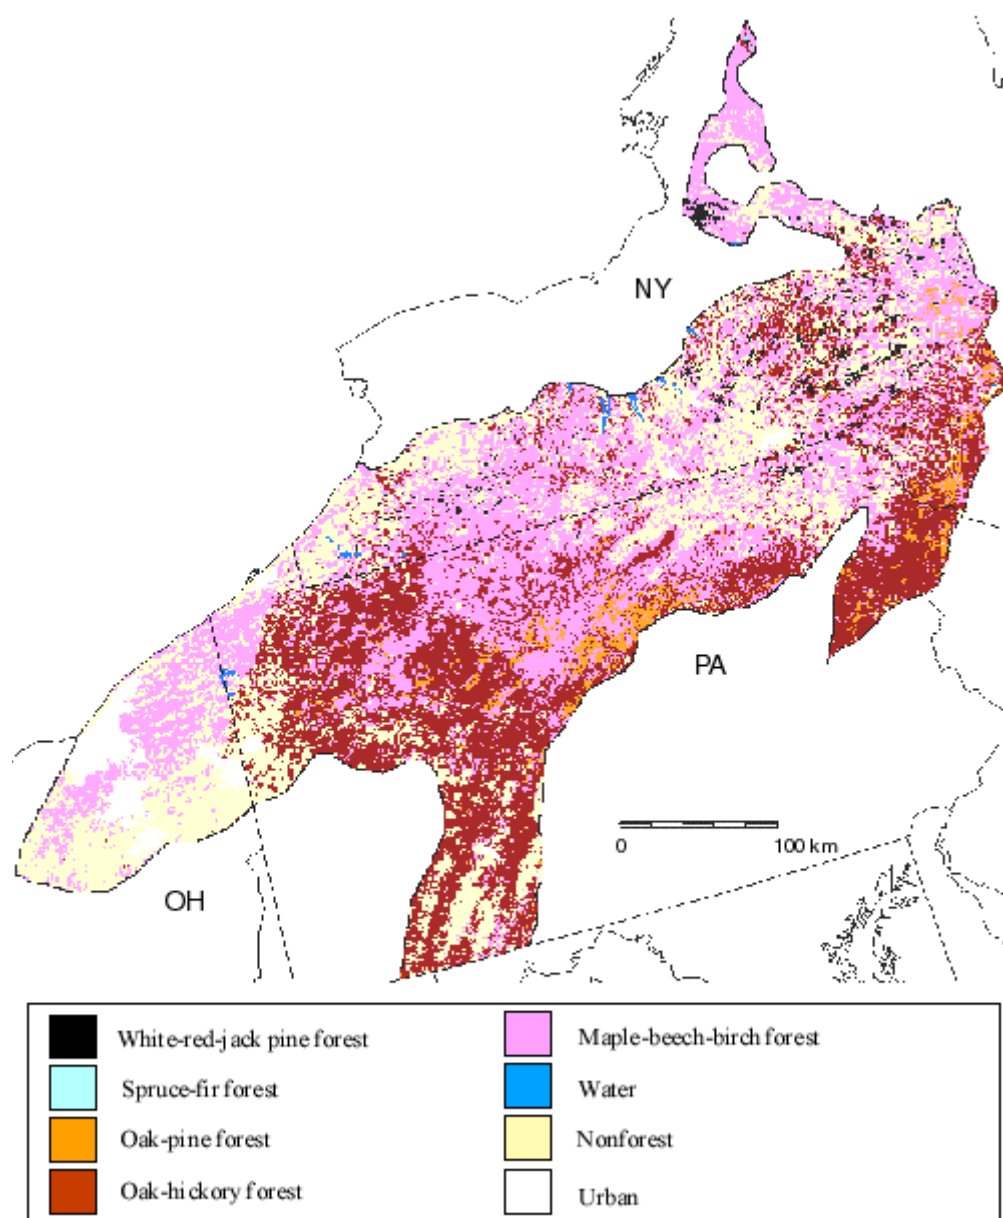 NY
PA
0 100 km
OH
White-red-jack pine forest
Maple-beech-birch forest
Spruce-fir forest
Water
Oak-pine forest
Nonforest
Oak-hickory forest
Urban